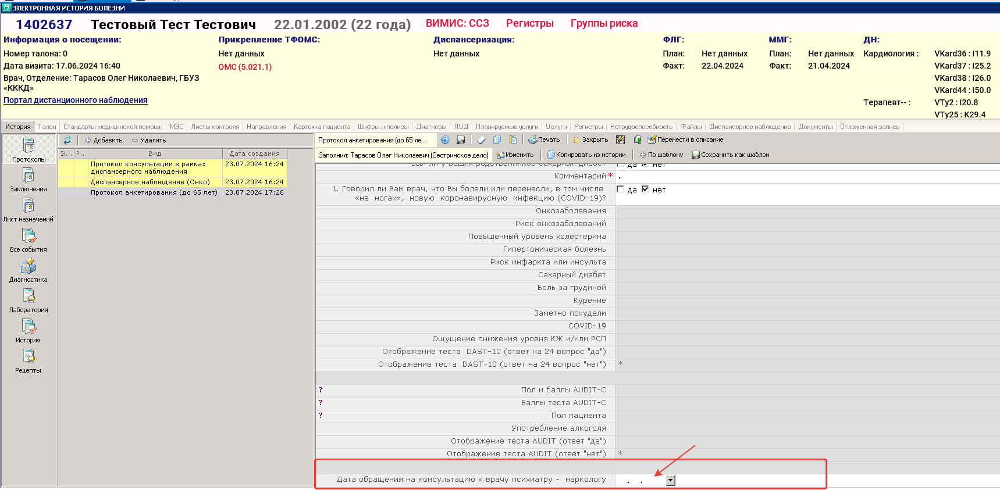 ЭЛЕКТРОННАЯ ИСТОРИЯ БОЛЕЗНИ
1402637 Тестовый Тест Тестович 22.01.2002 (22 года) ВИМИС: ССЗ Регистры Группы риска
Информация о посещении: Прикрепление ТФОМС: Диспансеризация: ФЛГ: ММГ: ДН:
Номер талона: 0 Нет данных Нет данных План: Нет данных План: Нет данных Кардиология : VKard36 : I11.9
Дата визита: 17.06.2024 16:40 ОМС (5.021.1) Факт: 22.04.2024 Факт: 21.04.2024 VKard37 : I25.2
Врач, Отделение: Тарасов Олег Николаевич, ГБУЗ VKard38 : I26.0
«КККД» VKard44 : I50.0
Портал дистанционного наблюдения Терапевт-- : VTy2 : I20.8
VTy25 : K29.4
История Талон Стандарты медицинской помощи МЭС Листы контроля Направления Карточка пациента Шифры и полисы Диагнозы ЛУД Планируемые услуги Услуги Регистры Нетрудоспособность Файлы Диспансерное наблюдение Документы Отложенная запись
Протоколы
Заключения
Лист назначений
Все события
Диагностика
Лаборатория
История
Рецепты
Добавить Удалить
Э... Р.. Вид Дата создания
Протокол консультации в рамках диспансерного наблюдения 23.07.2024 16:24
Диспансерное наблюдение (Онко) 23.07.2024 16:24
Протокол анкетирования (до 65 лет) 23.07.2024 17:28
Протокол анкетирования (до 65 ле... Печать Закрыть Перенести в описание
Заполнил: Тарасов Олег Николаевич (Сестринское дело) Изменить Копировать из истории По шаблону Сохранить как шаблон
Был ли у Ваших родственников сахарный диабет да нет
Комментарий * .
1. Говорил ли Вам врач, что Вы болели или перенесли, в том числе да нет
«на ногах», новую коронавирусную инфекцию (COVID-19)?
Онкозаболевания
Риск онкозаболеваний
Повышенный уровень холестерина
Гипертоническая болезнь
Риск инфаркта или инсульта
Сахарный диабет
Боль за грудиной
Курение
Заметно похудели
COVID-19
Ощущение снижения уровня КЖ и/или РСП
Отображение теста DAST-10 (ответ на 24 вопрос "да")
Отображение теста DAST-10 (ответ на 24 вопрос "нет") *
? Пол и баллы AUDIT-C
? Баллы теста AUDIT-C
? Пол пациента
Употребление алкоголя
Отображение теста AUDIT (ответ "да")
Отображение теста AUDIT (ответ "нет") *
Дата обращения на консультацию к врачу психиатру - наркологу . .